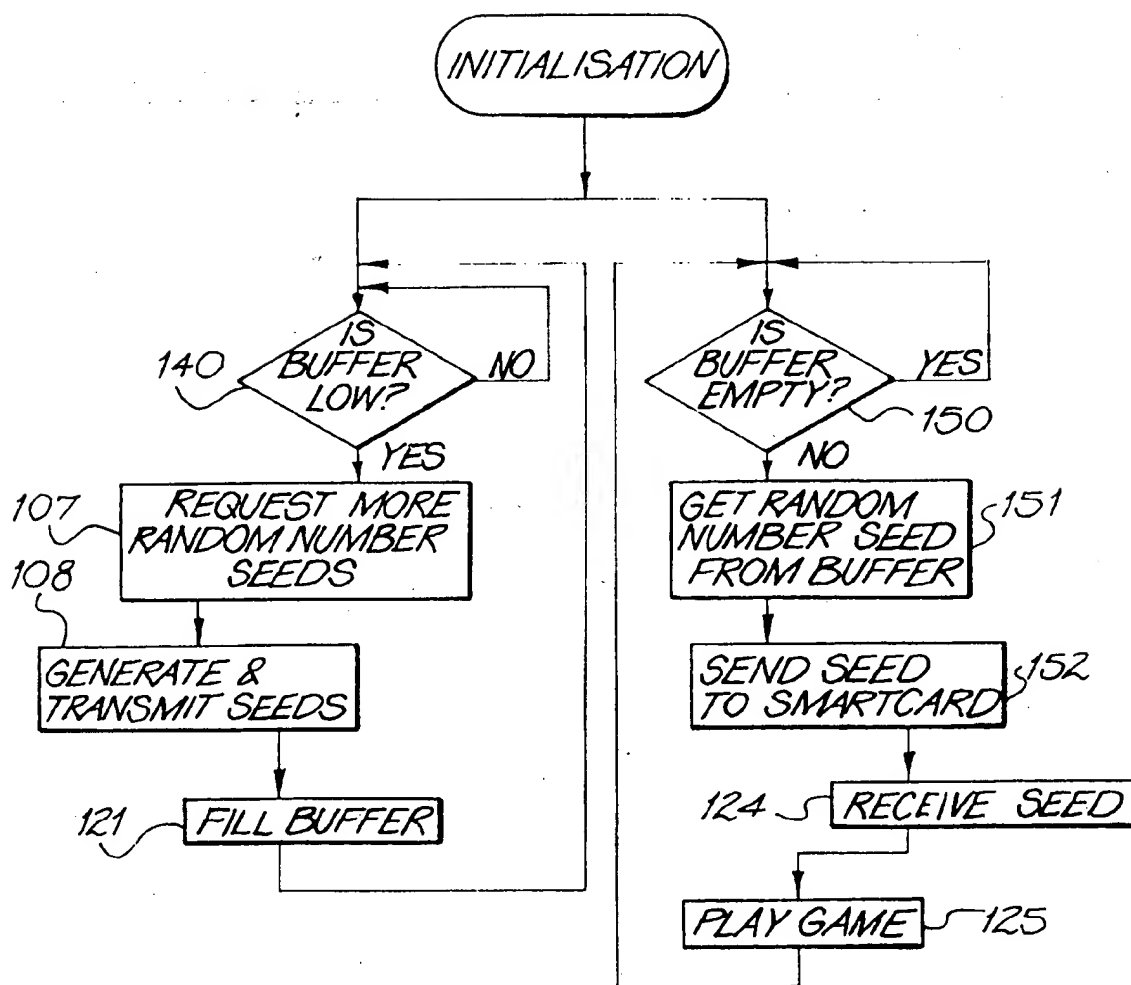 INITIALISATION
140
IS
BUFFER
LOW?
NO
YES
107
REQUEST MORE
RANDOM NUMBER
SEEDS
108
GENERATE &
TRANSMIT SEEDS
121
FILL BUFFER
IS
BUFFER
EMPTY?
YES
150
NO
GET RANDOM
NUMBER SEED
FROM BUFFER
151
SEND SEED
TO SMARTCARD
152
124
RECEIVE SEED
PLAY GAME
125